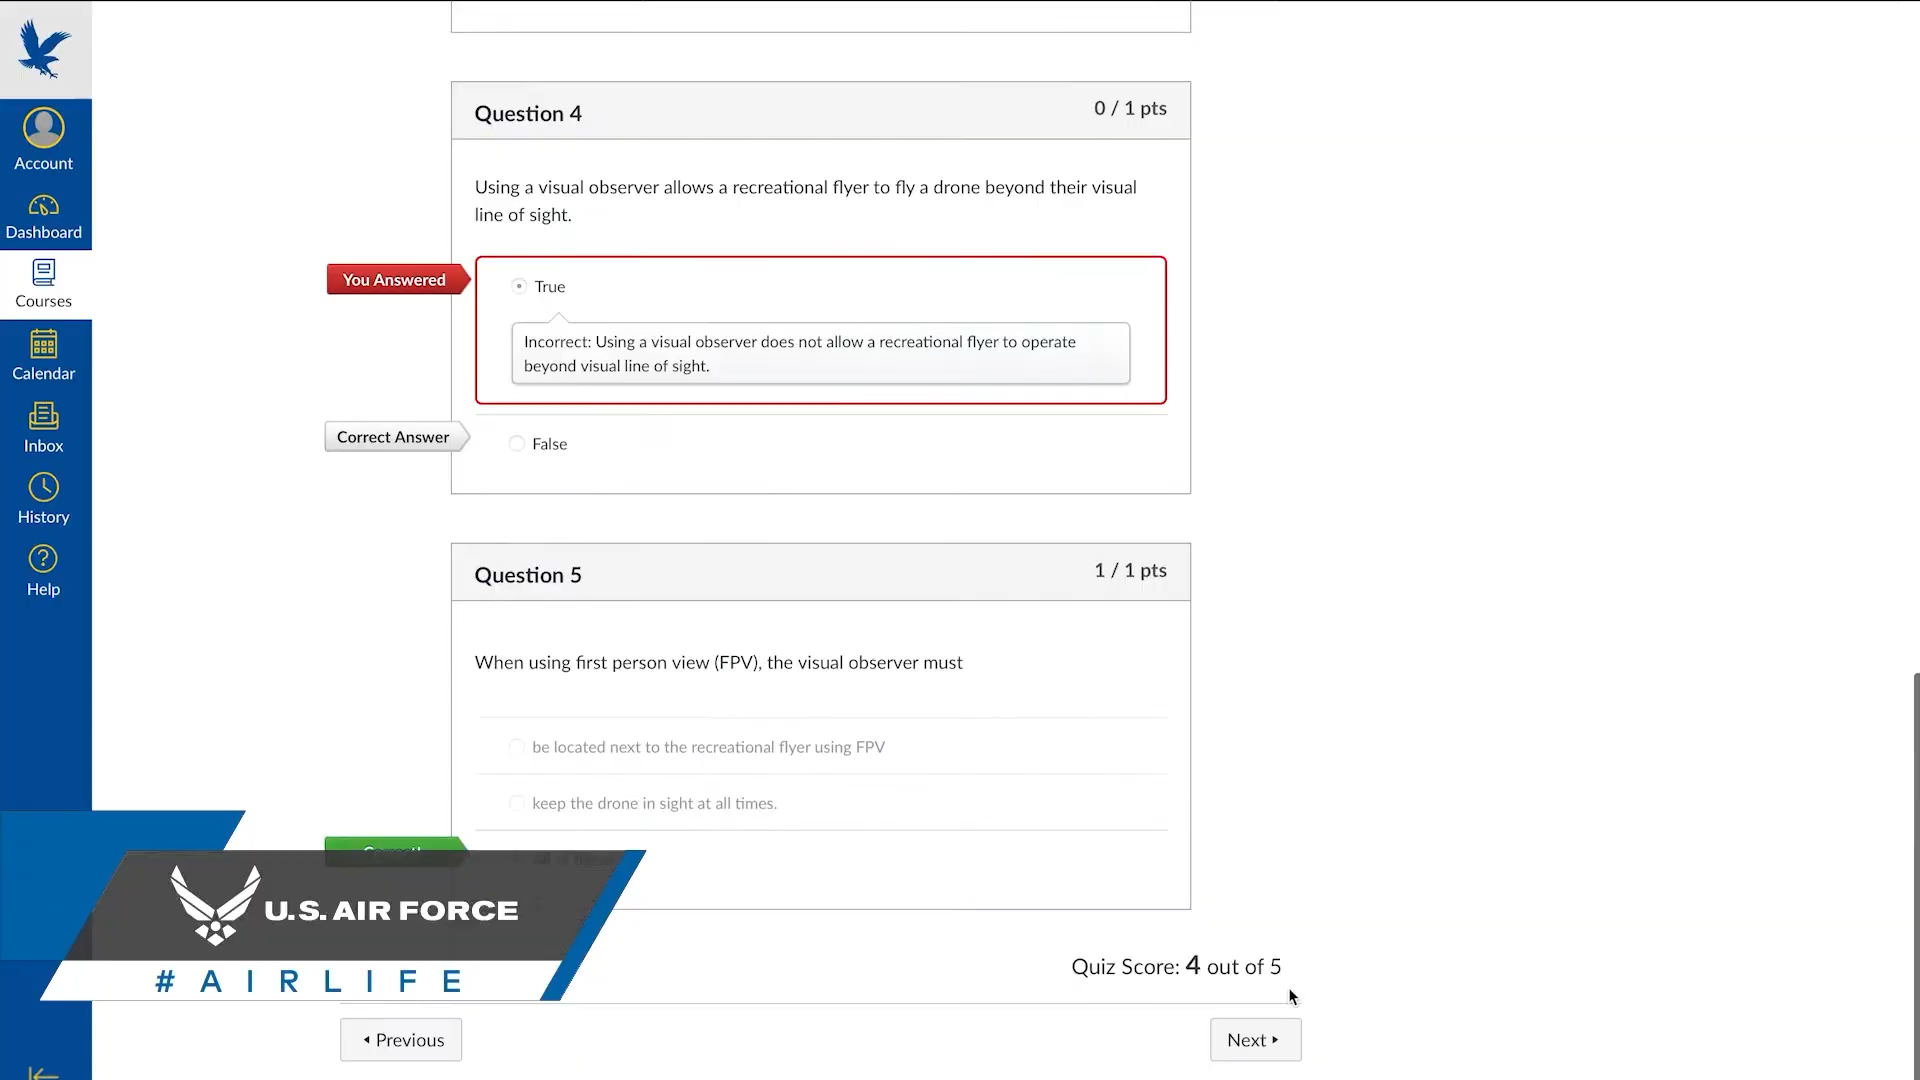 Account
Dashboard
Courses
Calendar
Inbox
History
Help
Question 4
0 / 1 pts
Using a visual observer allows a recreational flyer to fly a drone beyond their visual
line of sight.
You Answered
True
Incorrect: Using a visual observer does not allow a recreational flyer to operate
beyond visual line of sight.
Correct Answer
False
Question 5
1 / 1 pts
When using first person view (FPV), the visual observer must
be located next to the recreational flyer using FPV
keep the drone in sight at all times.
U.S. AIR FORCE
#AIRLIFE
Quiz Score: 4 out of 5
Previous
Next